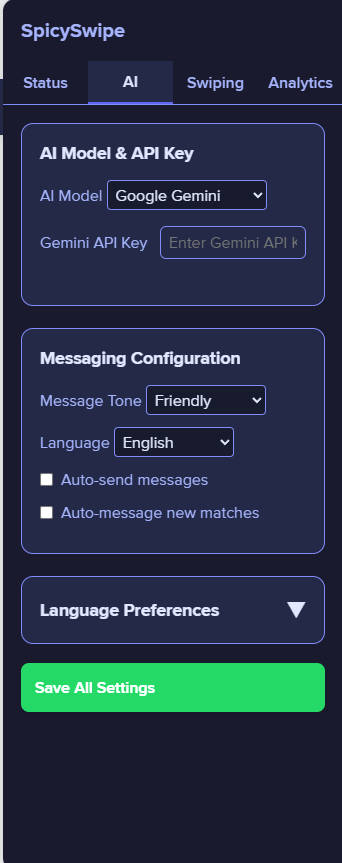 SpicySwipe
Status AI Swiping Analytics
AI Model & API Key
AI Model Google Gemini
Gemini API Key Enter Gemini API
Messaging Configuration
Message Tone Friendly
Language English
Auto-send messages
Auto-message new matches
Language Preferences
Save All Settings